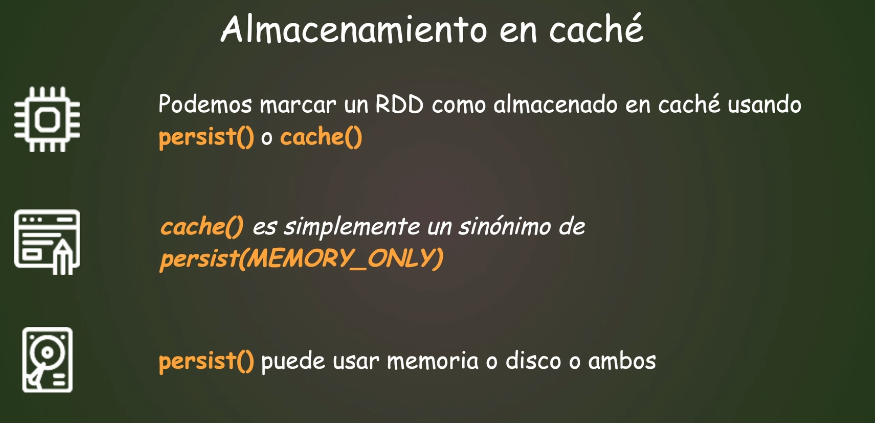 Almacenamiento en caché
Podemos marcar un RDD como almacenado en caché usando
persist() o cache()
cache() es simplemente un sinónimo de
persist(MEMORY_ONLY)
persist() puede usar memoria o disco o ambos